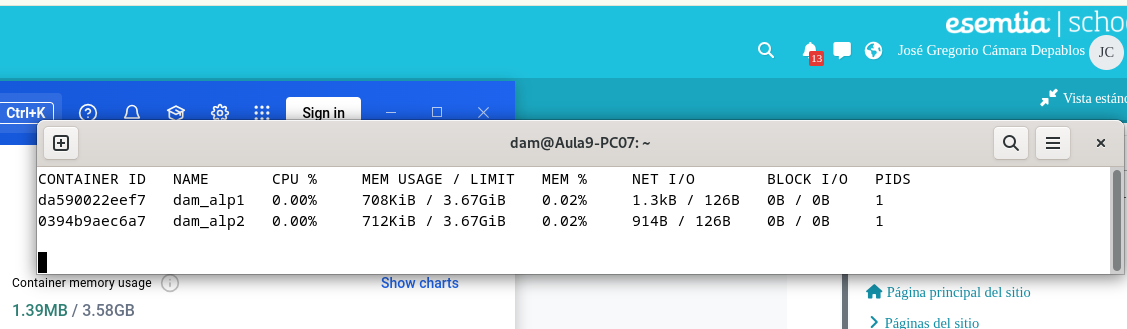 esemtia | schoo
13
José Gregorio Cámara Depablos JC
Vista están
Ctrl+K Sign in
dam@Aula9-PC07: ~
CONTAINER ID NAME CPU % MEM USAGE / LIMIT MEM % NET I/O BLOCK I/O PIDS
da590022eef7 dam_alp1 0.00% 708KiB / 3.67GiB 0.02% 1.3kB / 126B 0B / 0B 1
0394b9aec6a7 dam_alp2 0.00% 712KiB / 3.67GiB 0.02% 914B / 126B 0B / 0B 1
Container memory usage Show charts
1.39MB / 3.58GB
Página principal del sitio
Páginas del sitio